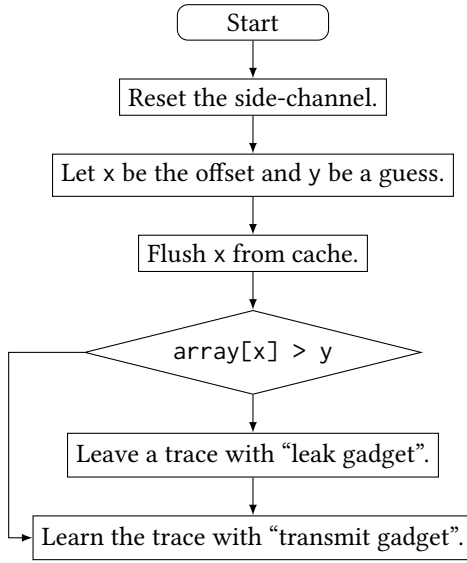 Start
Reset the side-channel.
Let x be the offset and y be a guess.
Flush x from cache.
array[x] > y
Leave a trace with “leak gadget”.
Learn the trace with “transmit gadget”.